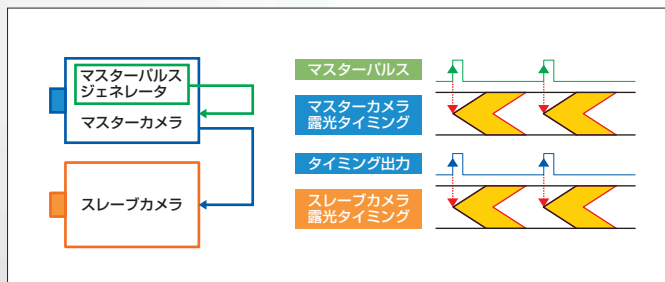 マスターパルス
ジェネレータ
マスターカメラ
スレーブカメラ
マスターパルス
マスターカメラ
露光タイミング
タイミング出力
スレーブカメラ
露光タイミング